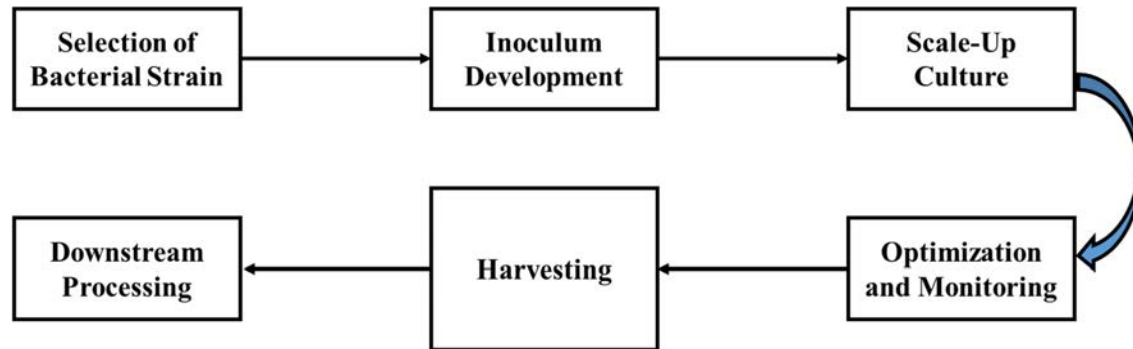 Selection of
Bacterial Strain
Inoculum
Development
Scale-Up
Culture
Optimization
and Monitoring
Harvesting
Downstream
Processing